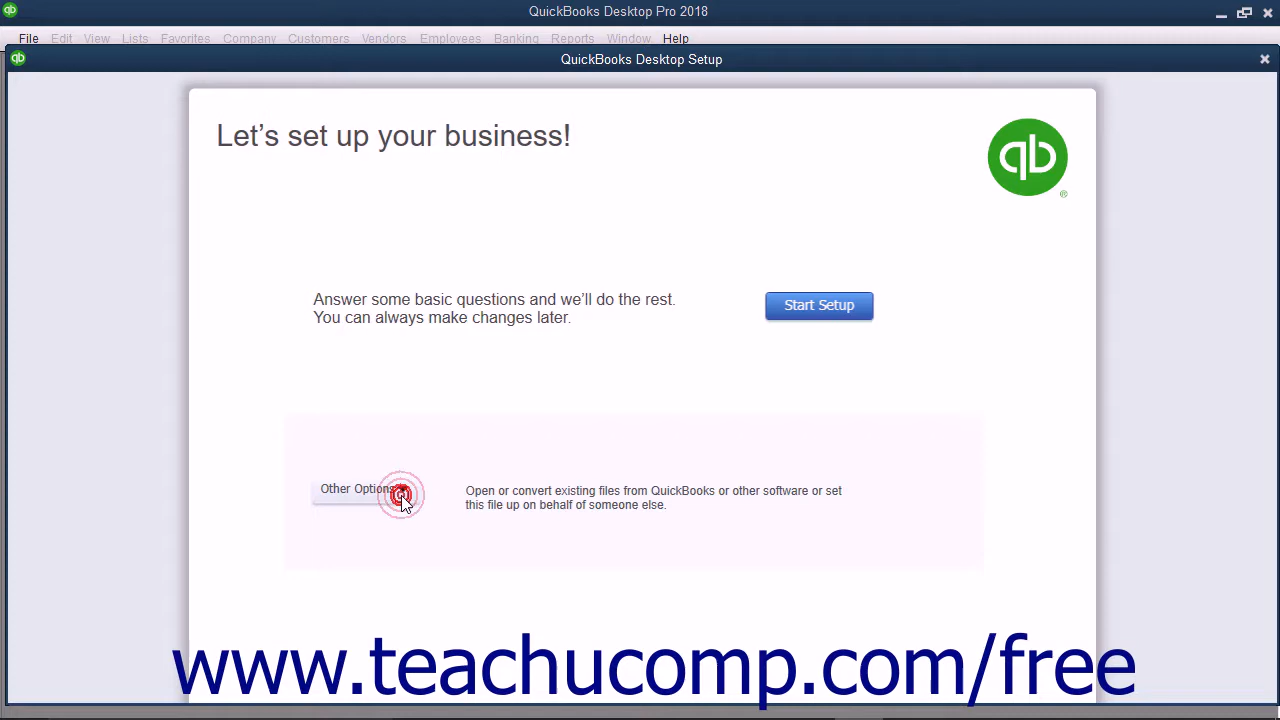 QuickBooks Desktop Pro 2018
File Edit View Lists Favorites Company Customers Vendors Employees Banking Reports Window Help
qb QuickBooks Desktop Setup
Let’s set up your business!
qb
®
Answer some basic questions and we’ll do the rest.
You can always make changes later.
Start Setup
Other Options
Open or convert existing files from QuickBooks or other software or set
this file up on behalf of someone else.
www.teachucomp.com/free